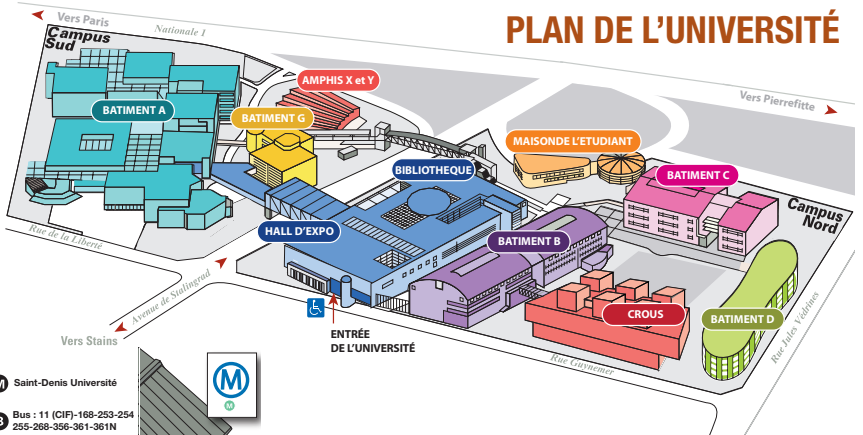 PLAN DE L'UNIVERSITÉ
Vers Paris
Nationale 1
Campus
Sud
AMPHIS X et Y
Vers Pierrefitte
BATIMENT A
BATIMENT G
MAISONDE L'ETUDIANT
BIBLIOTHEQUE
BATIMENT C
Campus
Nord
HALL D'EXPO
BATIMENT B
Rue de la Liberté
Avenue de Stalingrad
CROUS
BATIMENT D
Rue Jules Védrines
ENTRÉE
DE L'UNIVERSITÉ
Vers Stains
Rue Guynemer
M Saint-Denis Université
M
M
B Bus : 11 (CIF)-168-253-254
255-268-356-361-361N